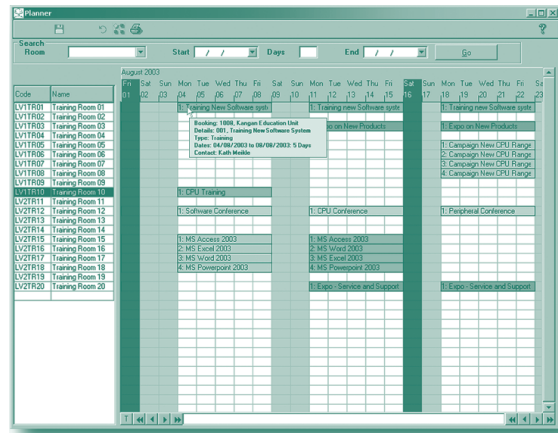 Planner
Search
Room Start / / Days End / / Go
August 2003
Fri Sat Sun Mon Tue Wed Thu Fri Sat Sun Mon Tue Wed Thu Fri Sat Sun Mon Tue Wed Thu Fri Sa
Code Name 01 02 03 04 05 06 07 08 09 10 11 12 13 14 15 16 17 18 19 20 21 22 23
LV1TR01 Training Room 01 1: Training New Software syste 1: Training new Software syste 1: Training new Software syste
LV1TR02 Training Room 02
LV1TR03 Training Room 03 po on New Products 1: Expo on New Products
LV1TR04 Training Room 04
LV1TR05 Training Room 05 1: Campaign New CPU Range
LV1TR06 Training Room 06 2: Campaign New CPU Range
LV1TR07 Training Room 07 3: Campaign New CPU Range
LV1TR08 Training Room 08 4: Campaign New CPU Range
LV1TR09 Training Room 09
LV1TR10 Training Room 10 1: CPU Training
LV2TR11 Training Room 11
LV2TR12 Training Room 12 1: Software Conference 1: CPU Conference 1: Peripheral Conference
LV2TR13 Training Room 13
LV2TR14 Training Room 14
LV2TR15 Training Room 15 1: MS Access 2003 1: MS Access 2003
LV2TR16 Training Room 16 2: MS Excel 2003 2: MS Word 2003
LV2TR17 Training Room 17 3: MS Word 2003 3: MS Excel 2003
LV2TR18 Training Room 18 4: MS Powerpoint 2003 4: MS Powerpoint 2003
LV2TR19 Training Room 19
LV2TR20 Training Room 20 1: Expo - Service and Support 1: Expo - Service and Support
Booking: 1008, Kangan Education Unit
Details: 001, Training New Software System
Type: Training
Dates: 04/08/2003 to 08/08/2003: 5 Days
Contact: Kath Meikle
T